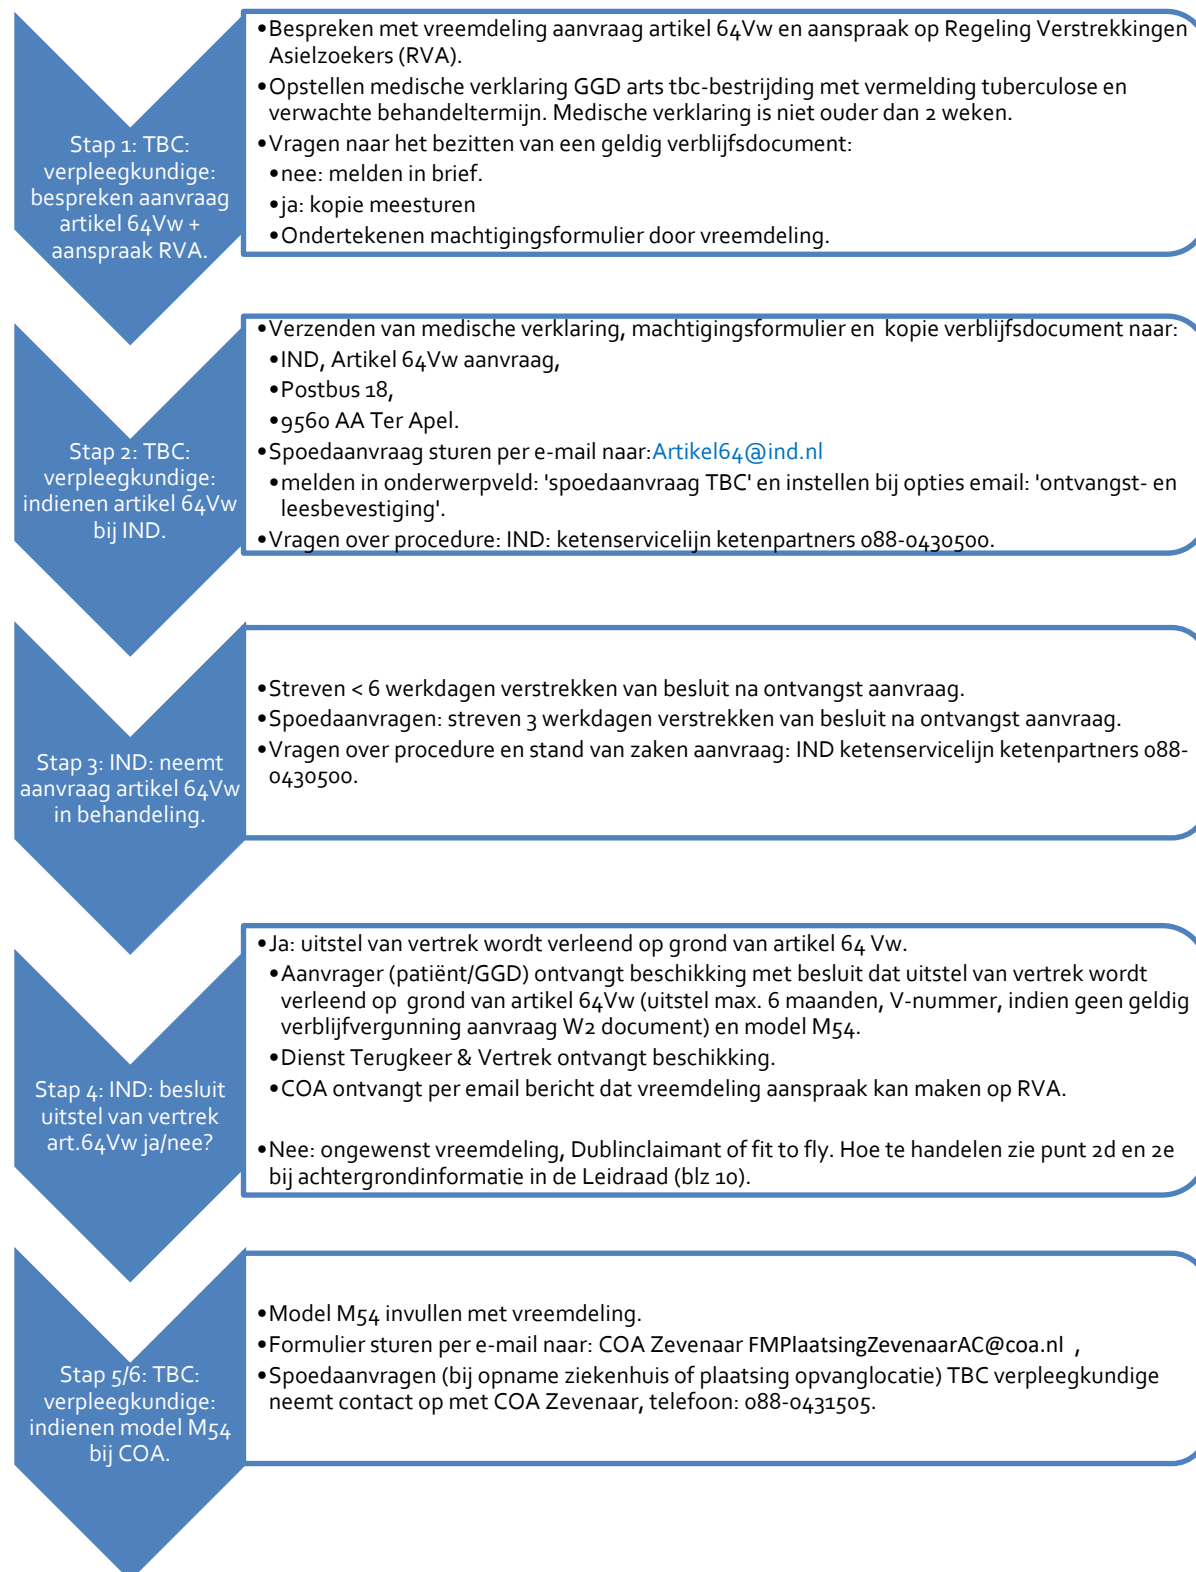 Stap 1: TBC:
verpleegkundige:
bespreken aanvraag
artikel 64Vw +
aanspraak RVA.
•Bespreken met vreemdeling aanvraag artikel 64Vw en aanspraak op Regeling Verstrekkingen
Asielzoekers (RVA).
•Opstellen medische verklaring GGD arts tbc-bestrijding met vermelding tuberculose en
verwachte behandeltermijn. Medische verklaring is niet ouder dan 2 weken.
•Vragen naar het bezitten van een geldig verblijfsdocument:
•nee: melden in brief.
•ja: kopie meesturen
•Ondertekenen machtigingsformulier door vreemdeling.
Stap 2: TBC:
verpleegkundige:
indienen artikel 64Vw
bij IND.
•Verzenden van medische verklaring, machtigingsformulier en kopie verblijfsdocument naar:
•IND, Artikel 64Vw aanvraag,
•Postbus 18,
•9560 AA Ter Apel.
•Spoedaanvraag sturen per e-mail naar:Artikel64@ind.nl
•melden in onderwerpveld: 'spoedaanvraag TBC' en instellen bij opties email: 'ontvangst- en
leesbevestiging'.
•Vragen over procedure: IND: ketenservicelijn ketenpartners 088-0430500.
Stap 3: IND: neemt
aanvraag artikel 64Vw
in behandeling.
•Streven < 6 werkdagen verstrekken van besluit na ontvangst aanvraag.
•Spoedaanvragen: streven 3 werkdagen verstrekken van besluit na ontvangst aanvraag.
•Vragen over procedure en stand van zaken aanvraag: IND ketenservicelijn ketenpartners 088-
0430500.
Stap 4: IND: besluit
uitstel van vertrek
art.64Vw ja/nee?
•Ja: uitstel van vertrek wordt verleend op grond van artikel 64 Vw.
•Aanvrager (patiënt/GGD) ontvangt beschikking met besluit dat uitstel van vertrek wordt
verleend op grond van artikel 64Vw (uitstel max. 6 maanden, V-nummer, indien geen geldig
verblijfvergunning aanvraag W2 document) en model M54.
•Dienst Terugkeer & Vertrek ontvangt beschikking.
•COA ontvangt per email bericht dat vreemdeling aanspraak kan maken op RVA.
•Nee: ongewenst vreemdeling, Dublinclaimant of fit to fly. Hoe te handelen zie punt 2d en 2e
bij achtergrondinformatie in de Leidraad (blz 10).
Stap 5/6: TBC:
verpleegkundige:
indienen model M54
bij COA.
•Model M54 invullen met vreemdeling.
•Formulier sturen per e-mail naar: COA Zevenaar FMPlaatsingZevenaarAC@coa.nl ,
•Spoedaanvragen (bij opname ziekenhuis of plaatsing opvanglocatie) TBC verpleegkundige
neemt contact op met COA Zevenaar, telefoon: 088-0431505.